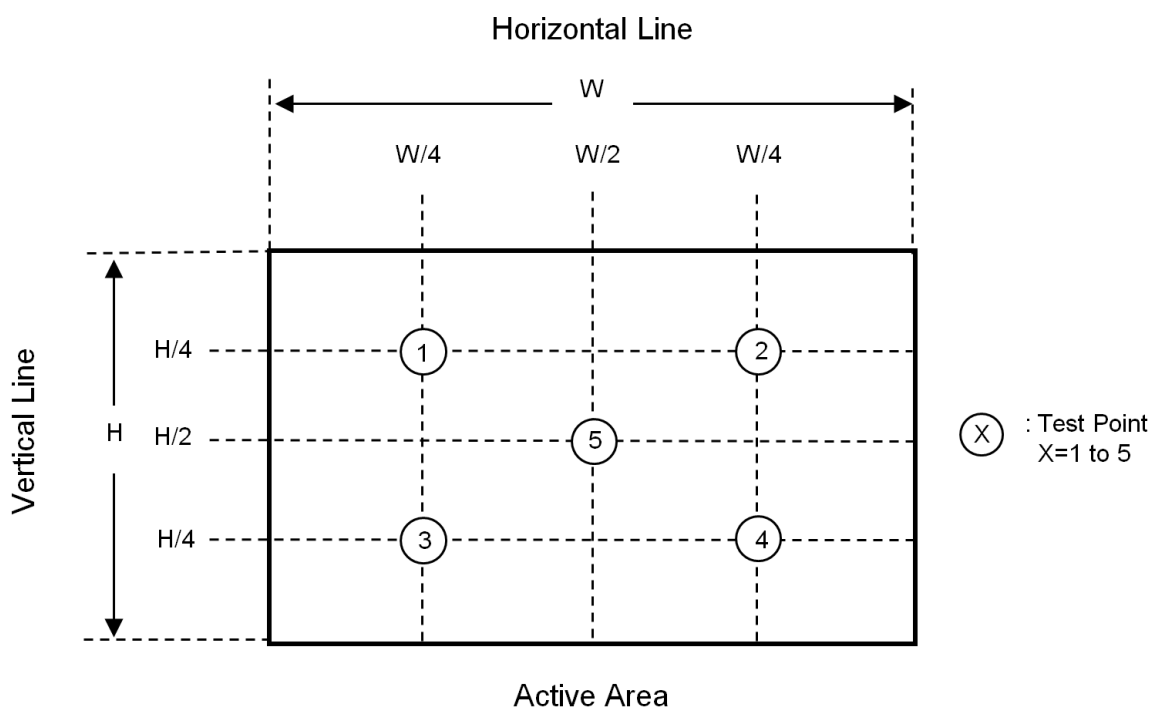 Horizontal Line
W
W/4 W/2 W/4
H/4
1 2
Vertical Line
H
H/2
5
X
: Test Point
X=1 to 5
H/4
3 4
Active Area